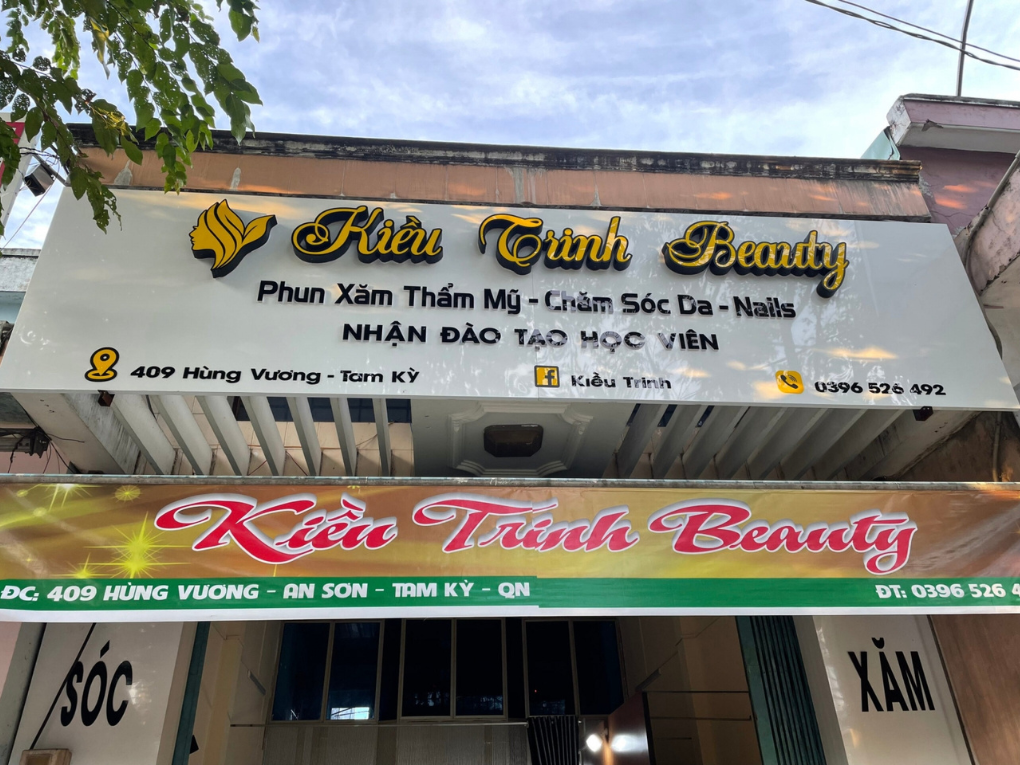 Kiều Trinh Beauty
Phun Xăm Thẩm Mỹ - Chăm Sóc Da - Nails
NHẬN ĐÀO TẠO HỌC VIÊN
409 Hùng Vương - Tam Kỳ
Kiều Trinh
0396 526 492
Kiều Trinh Beauty
ĐC: 409 HÙNG VƯƠNG - AN SƠN - TAM KỲ - QN
ĐT: 0396 526 4
SÓC
XĂM